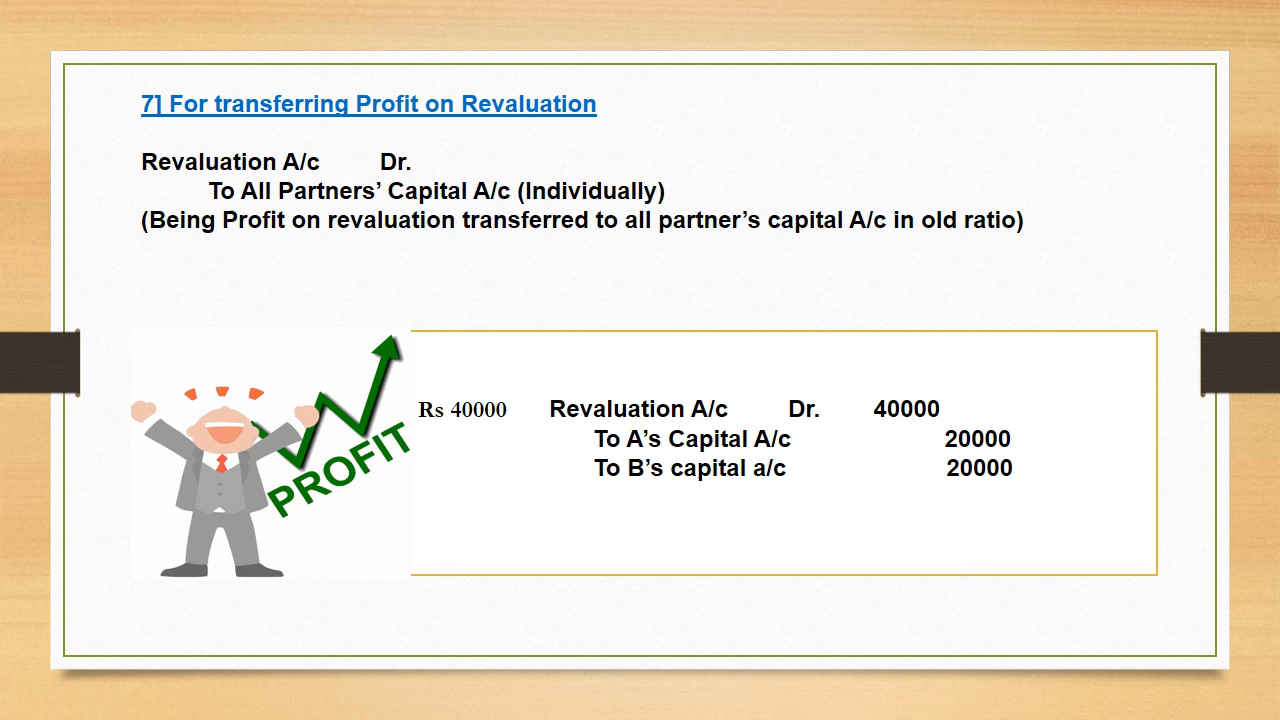 7] For transferring Profit on Revaluation
Revaluation A/c Dr.
To All Partners’ Capital A/c (Individually)
(Being Profit on revaluation transferred to all partner’s capital A/c in old ratio)
PROFIT
Rs 40000 Revaluation A/c Dr. 40000
To A’s Capital A/c 20000
To B’s capital a/c 20000